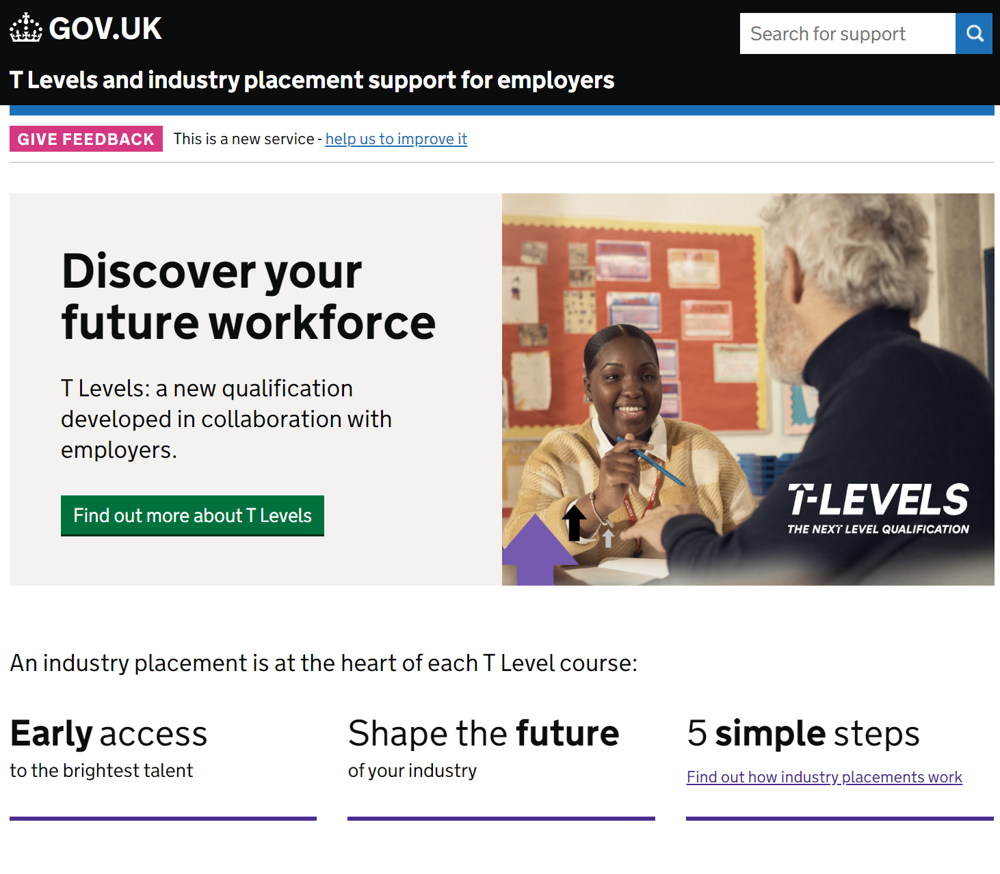 GOV.UK
Search for support
T Levels and industry placement support for employers
GIVE FEEDBACK This is a new service - help us to improve it
Discover your
future workforce
T Levels: a new qualification
developed in collaboration with
employers.
Find out more about T Levels
VISITOR
T-LEVELS
THE NEXT LEVEL QUALIFICATION
An industry placement is at the heart of each T Level course:
Early access
to the brightest talent
Shape the future
of your industry
5 simple steps
Find out how industry placements work